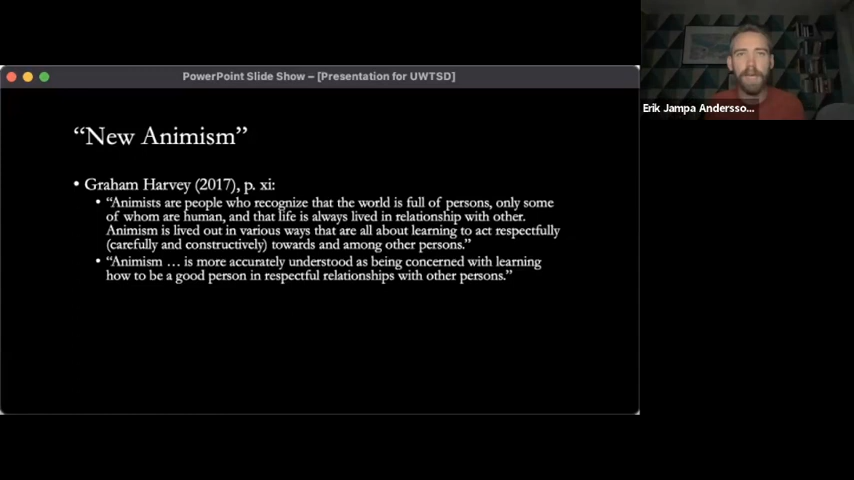 PowerPoint Slide Show – [Presentation for UWTSD]
Erik Jampa Andersso...
“New Animism”
• Graham Harvey (2017), p. xi:
• “Animists are people who recognize that the world is full of persons, only some
of whom are human, and that life is always lived in relationship with other.
Animism is lived out in various ways that are all about learning to act respectfully
(carefully and constructively) towards and among other persons.”
• “Animism … is more accurately understood as being concerned with learning
how to be a good person in respectful relationships with other persons.”